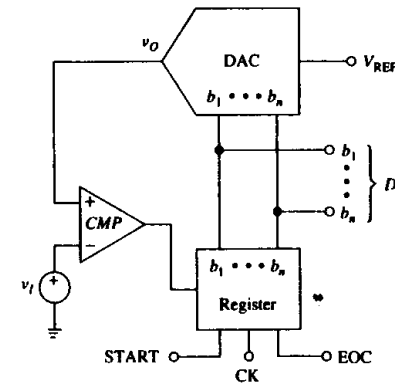 v_O
DAC
V_REF
b_1 • • • b_n
b_1
b_n
D
+
CMP
−
v_I
+
b_1 • • • b_n
Register
START
CK
EOC